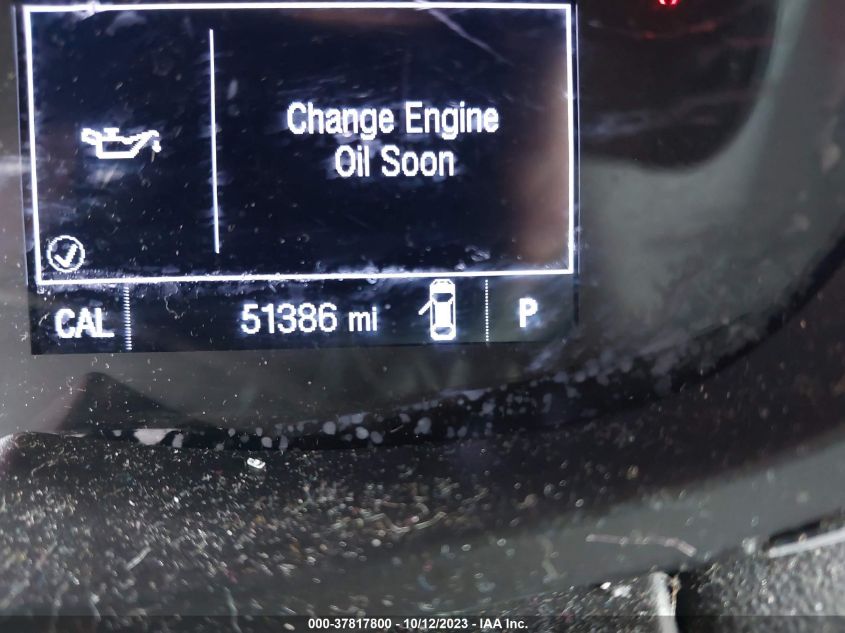 Change Engine
Oil Soon
CAL 51386 mi P
000-37817800 - 10/12/2023 - IAA Inc.